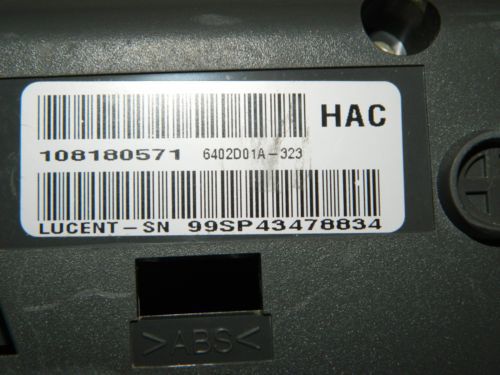 HAC
108180571 6402D01A-323
LUCENT-SN 99SP43478834
>ABS<